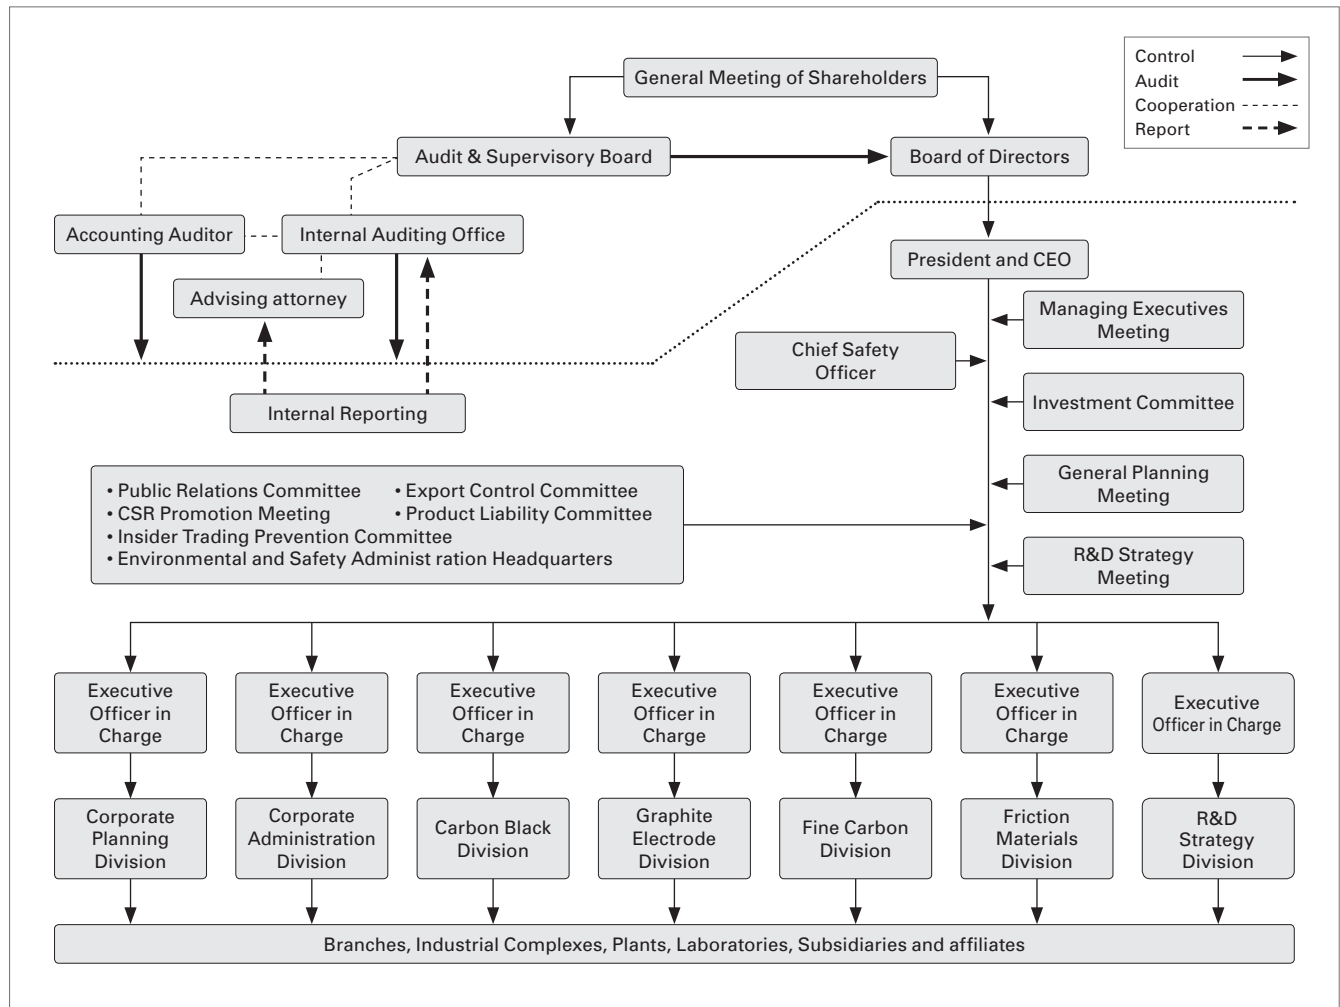 Control
Audit
Cooperation
Report
General Meeting of Shareholders
Audit & Supervisory Board
Board of Directors
Accounting Auditor
Internal Auditing Office
President and CEO
Advising attorney
Managing Executives
Meeting
Chief Safety
Officer
Investment Committee
Internal Reporting
General Planning
Meeting
• Public Relations Committee • Export Control Committee
• CSR Promotion Meeting • Product Liability Committee
• Insider Trading Prevention Committee
• Environmental and Safety Administ ration Headquarters
R&D Strategy
Meeting
Executive
Officer in
Charge
Executive
Officer in
Charge
Executive
Officer in
Charge
Executive
Officer in
Charge
Executive
Officer in
Charge
Executive
Officer in
Charge
Executive
Officer in Charge
Corporate
Planning
Division
Corporate
Administration
Division
Carbon Black
Division
Graphite
Electrode
Division
Fine Carbon
Division
Friction
Materials
Division
R&D
Strategy
Division
Branches, Industrial Complexes, Plants, Laboratories, Subsidiaries and affiliates